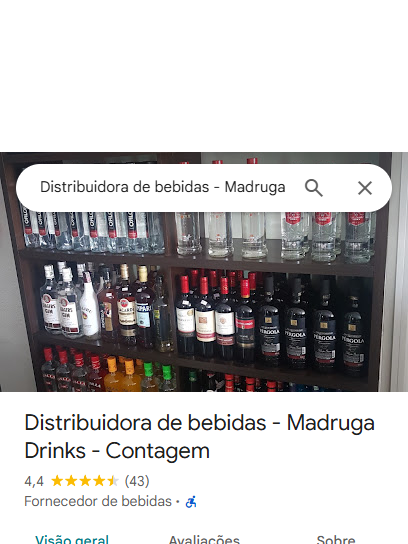 Distribuidora de bebidas - Madruga
PERGOLA
Distribuidora de bebidas - Madruga
Drinks - Contagem
4,4 (43)
Fornecedor de bebidas ·
Visão geral Avaliações Sobre